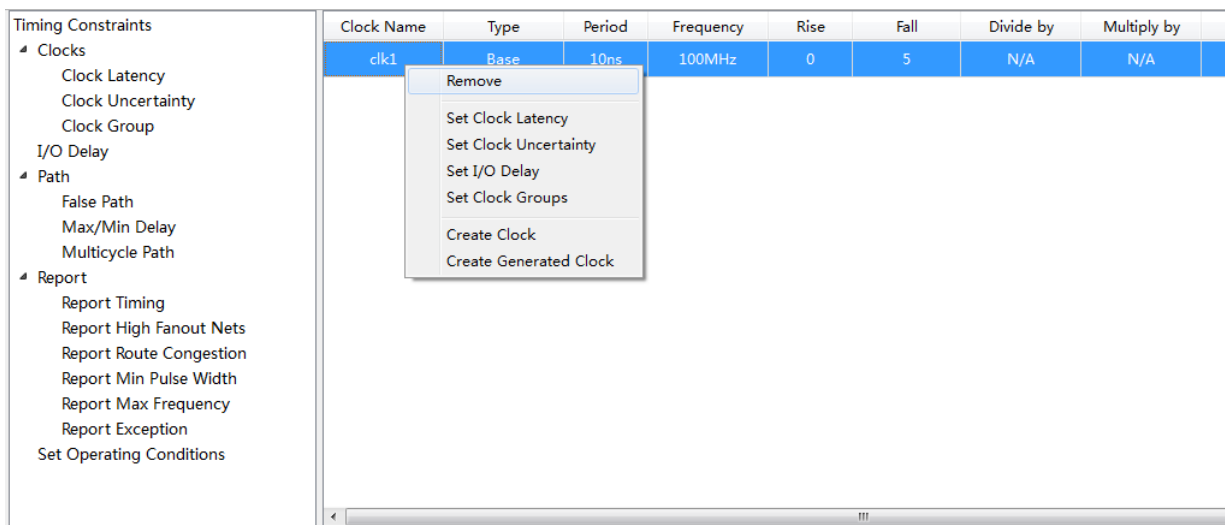 Timing Constraints
Clocks
Clock Latency
Clock Uncertainty
Clock Group
I/O Delay
Path
False Path
Max/Min Delay
Multicycle Path
Report
Report Timing
Report High Fanout Nets
Report Route Congestion
Report Min Pulse Width
Report Max Frequency
Report Exception
Set Operating Conditions
Clock Name Type Period Frequency Rise Fall Divide by Multiply by
clk1 Base 10ns 100MHz 0 5 N/A N/A
Remove
Set Clock Latency
Set Clock Uncertainty
Set I/O Delay
Set Clock Groups
Create Clock
Create Generated Clock